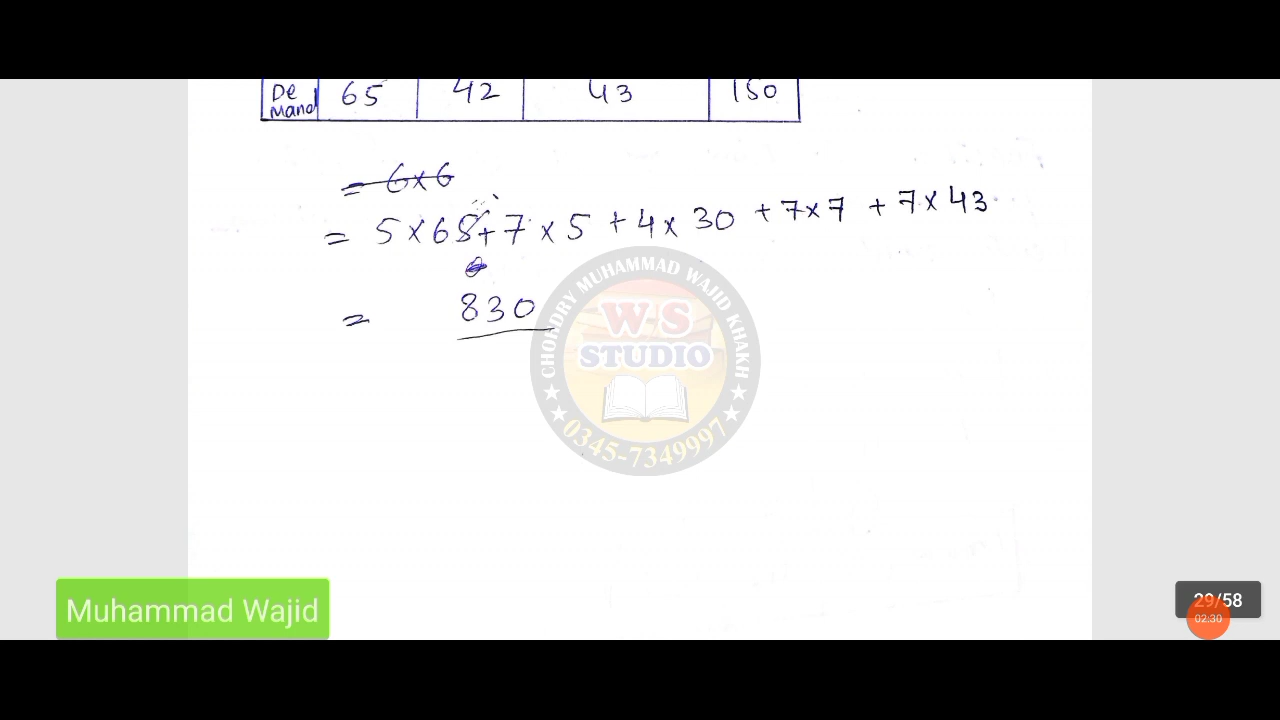 De 65 42 43 150
Mand
= 6×6
= 5×65+7×5+4×30+7×7+7×43
= 830
CHOUDRY MUHAMMAD WAJID KHAKH
WS
STUDIO
0345-7349997
Muhammad Wajid
29/58
02:30